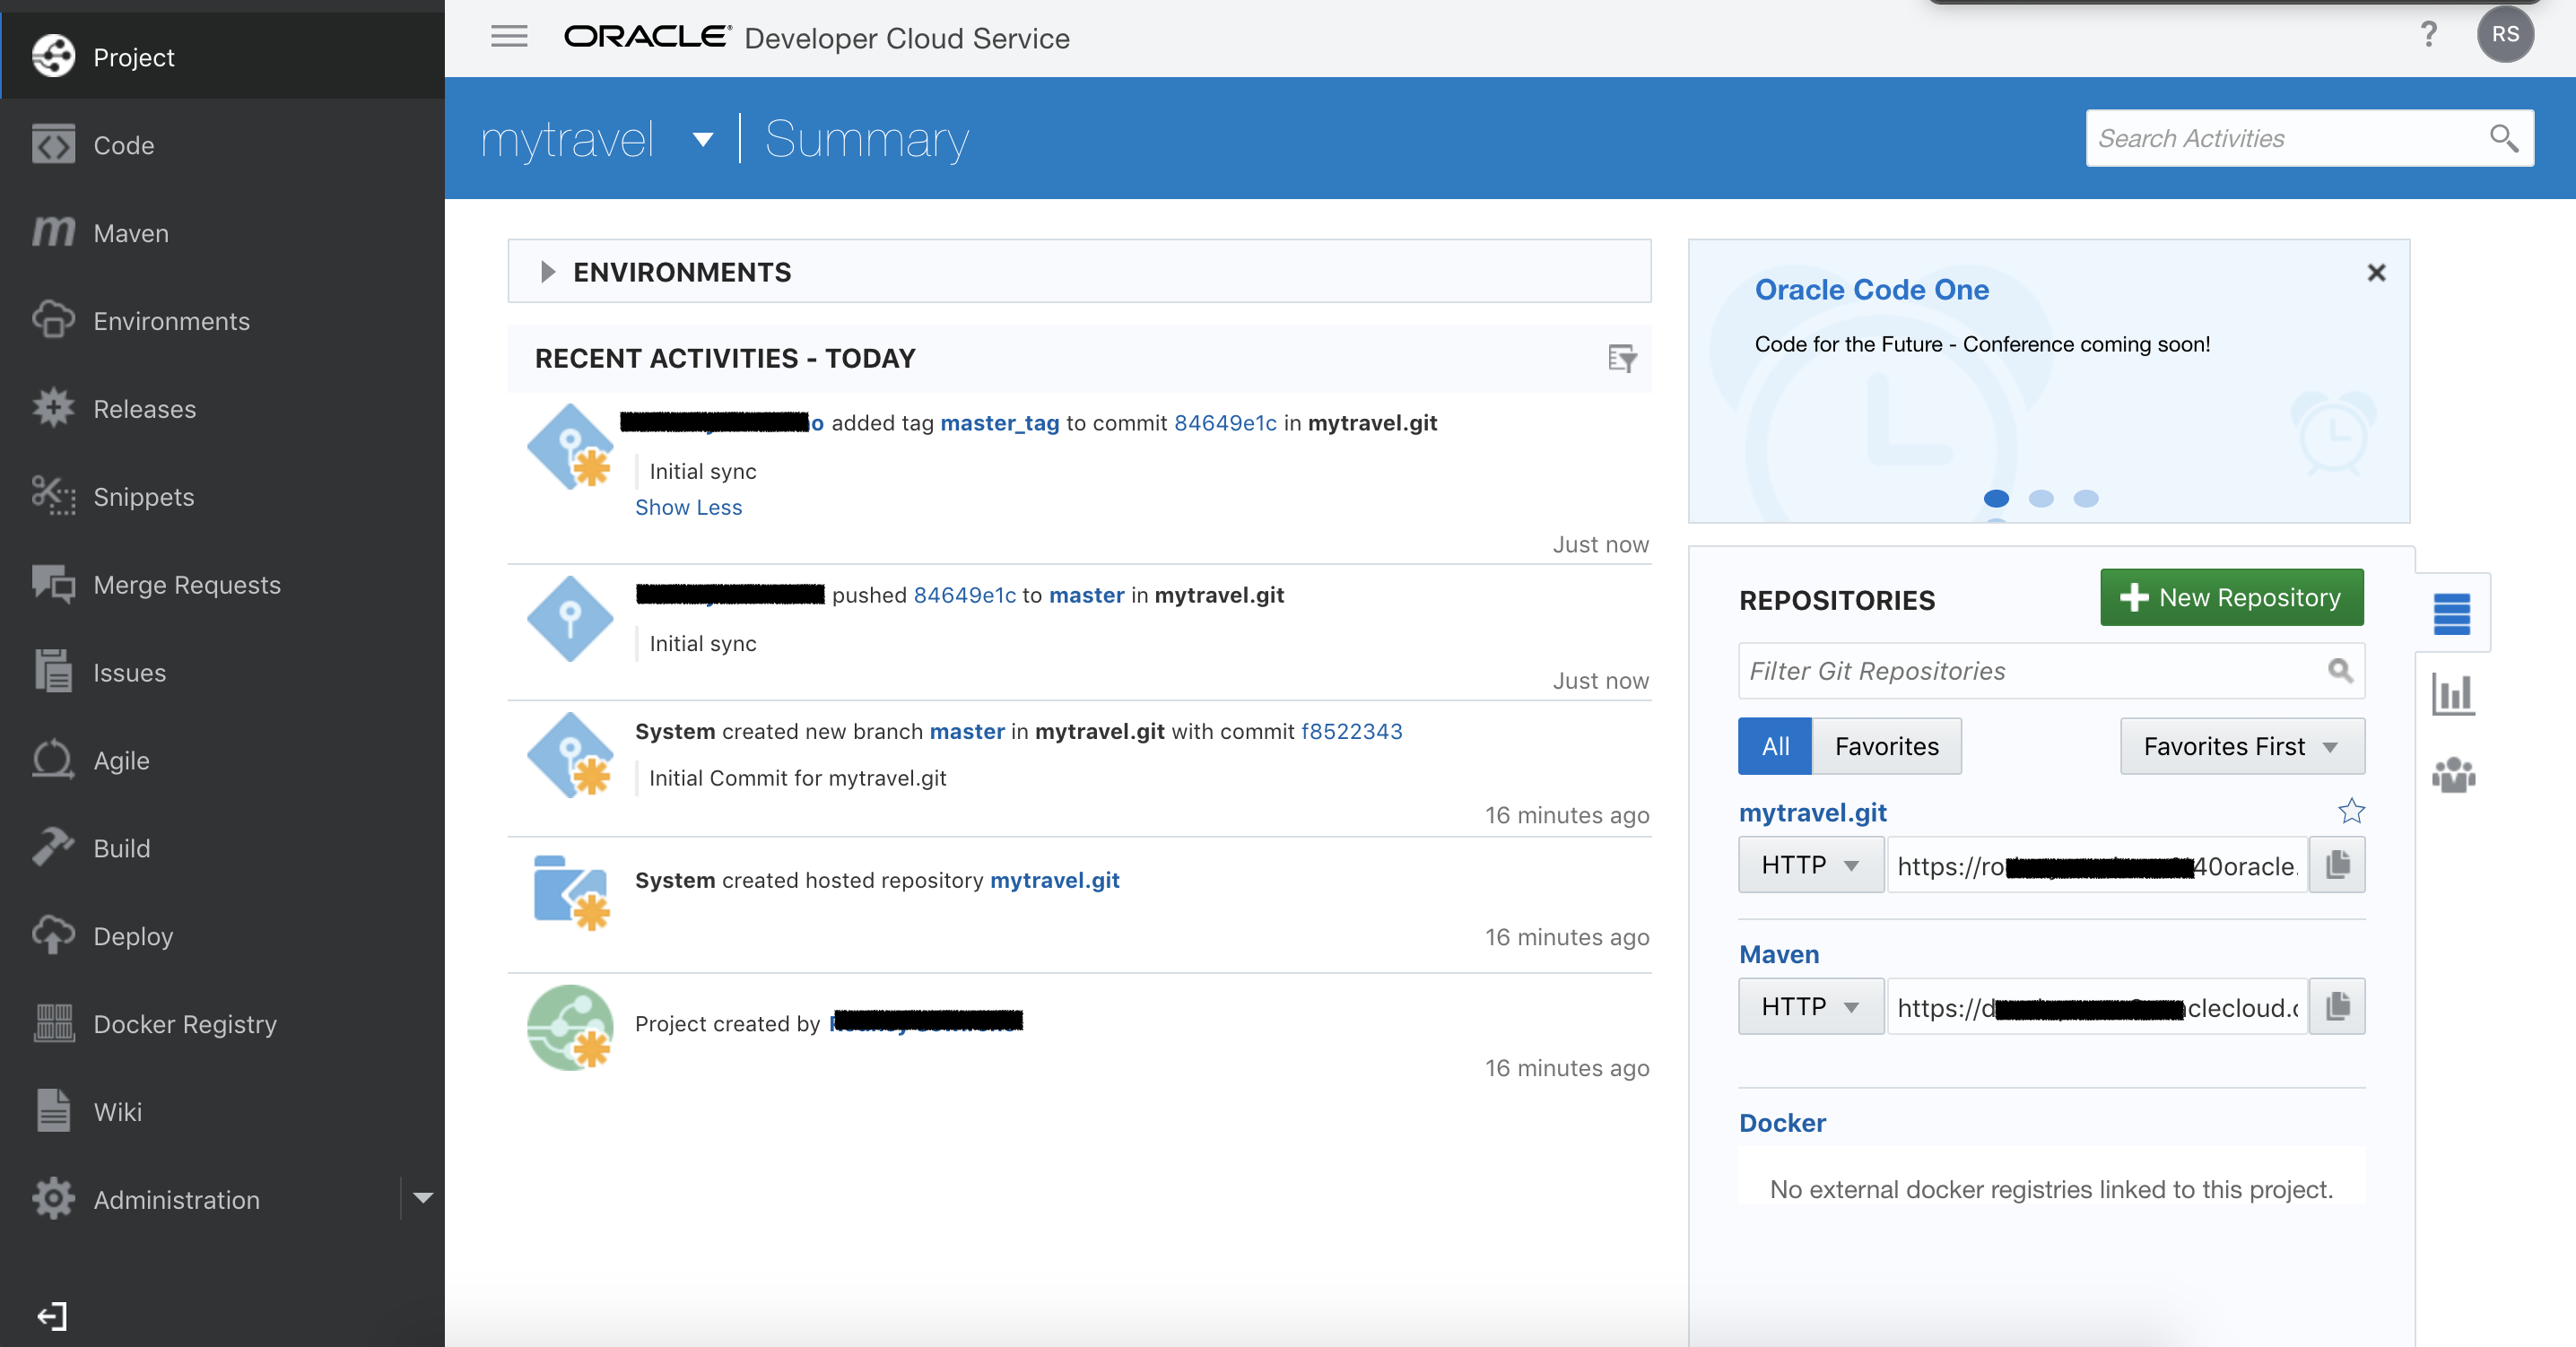 Project
Code
Maven
Environments
Releases
Snippets
Merge Requests
Issues
Agile
Build
Deploy
Docker Registry
Wiki
Administration
ORACLE® Developer Cloud Service
? RS
mytravel Summary
Search Activities
ENVIRONMENTS
RECENT ACTIVITIES - TODAY
o added tag master_tag to commit 84649e1c in mytravel.git
Initial sync
Show Less
Just now
pushed 84649e1c to master in mytravel.git
Initial sync
Just now
System created new branch master in mytravel.git with commit f8522343
Initial Commit for mytravel.git
16 minutes ago
System created hosted repository mytravel.git
16 minutes ago
Project created by
16 minutes ago
Oracle Code One
Code for the Future - Conference coming soon!
REPOSITORIES
New Repository
Filter Git Repositories
All Favorites
Favorites First
mytravel.git
HTTP https://ro 40oracle.
Maven
HTTP https://d clecloud.
Docker
No external docker registries linked to this project.